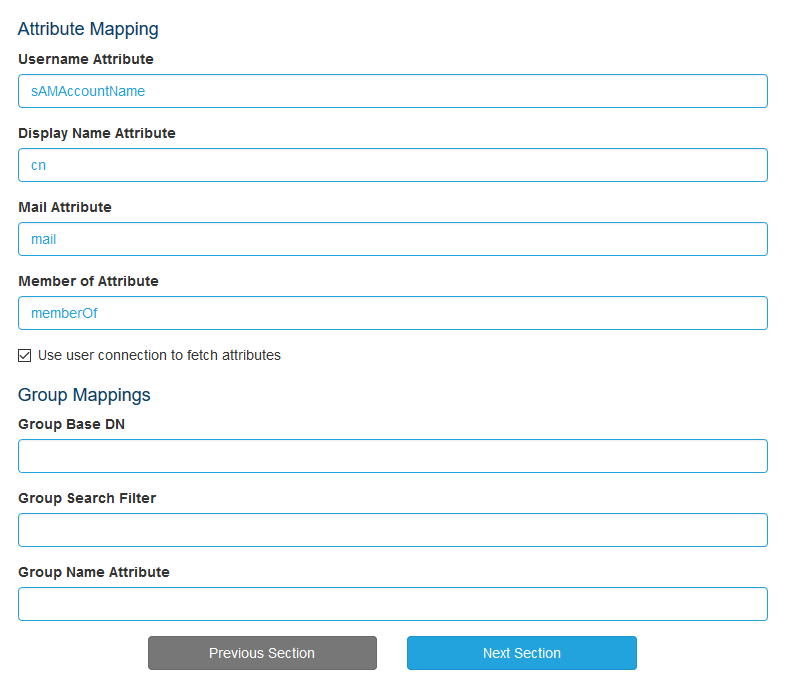 Attribute Mapping
Username Attribute
sAMAccountName
Display Name Attribute
cn
Mail Attribute
mail
Member of Attribute
memberOf
Use user connection to fetch attributes
Group Mappings
Group Base DN
Group Search Filter
Group Name Attribute
Previous Section
Next Section